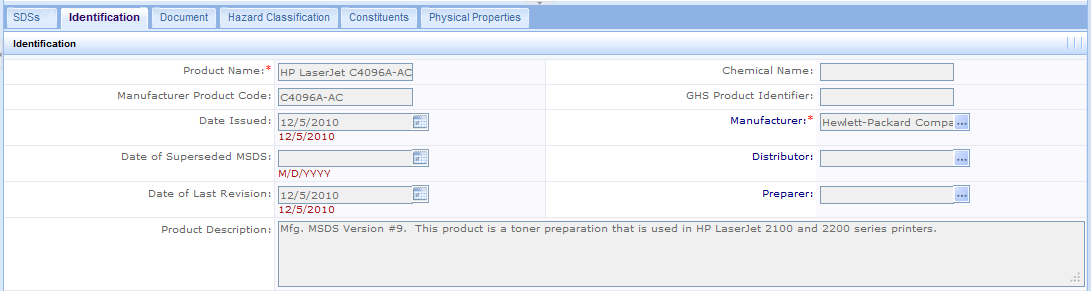 SDSs Identification Document Hazard Classification Constituents Physical Properties
Identification
Product Name:* HP LaserJet C4096A-AC Chemical Name:
Manufacturer Product Code: C4096A-AC GHS Product Identifier:
Date Issued: 12/5/2010 Manufacturer:* Hewlett-Packard Compa ...
12/5/2010
Date of Superseded MSDS: Distributor: ...
M/D/YYYY
Date of Last Revision: 12/5/2010 Preparer: ...
12/5/2010
Product Description: Mfg. MSDS Version #9. This product is a toner preparation that is used in HP LaserJet 2100 and 2200 series printers.